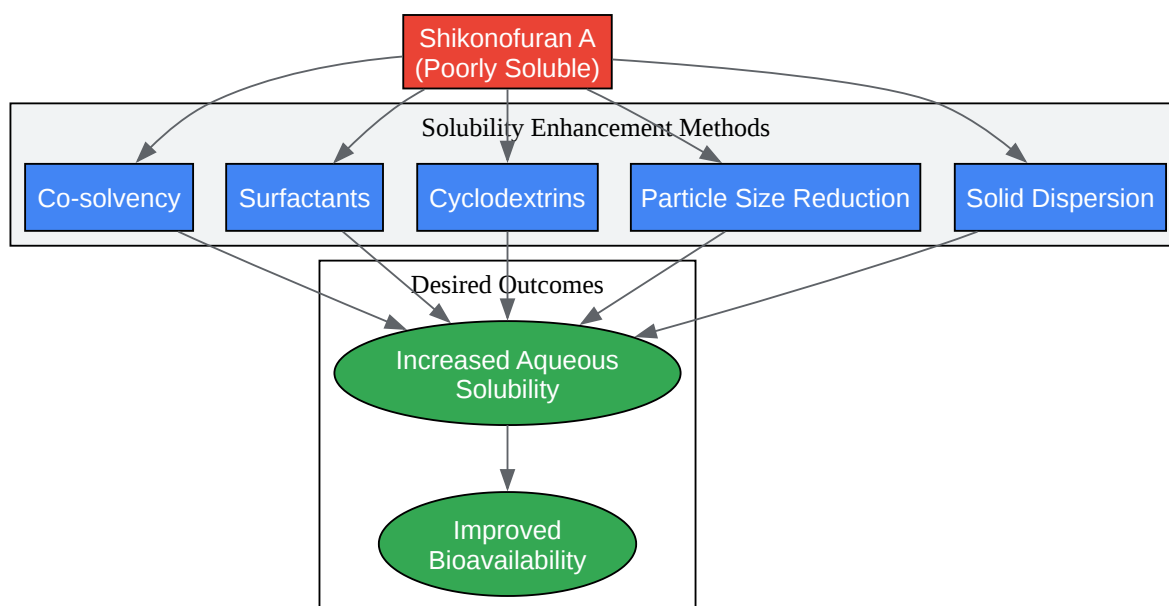 Shikonofuran A
(Poorly Soluble)
Solubility Enhancement Methods
Co-solvency
Surfactants
Cyclodextrins
Particle Size Reduction
Solid Dispersion
Desired Outcomes
Increased Aqueous
Solubility
Improved
Bioavailability